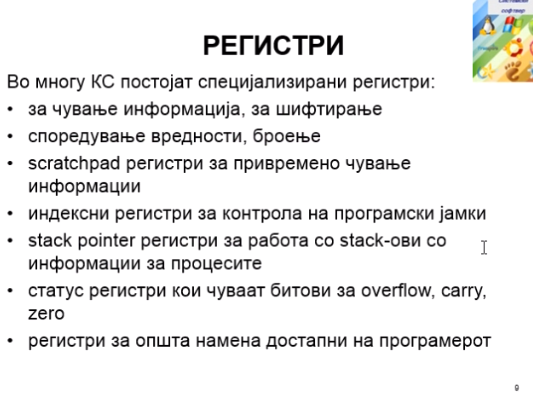 Системски
софтвер
РЕГИСТРИ
Во многу КС постојат специјализирани регистри:
• за чување информација, за шифтирање
• споредување вредности, броење
• scratchpad регистри за привремено чување
информации
• индексни регистри за контрола на програмски јамки
• stack pointer регистри за работа со stack-ови со
информации за процесите
• статус регистри кои чуваат битови за overflow, carry,
zero
• регистри за општа намена достапни на програмерот
9